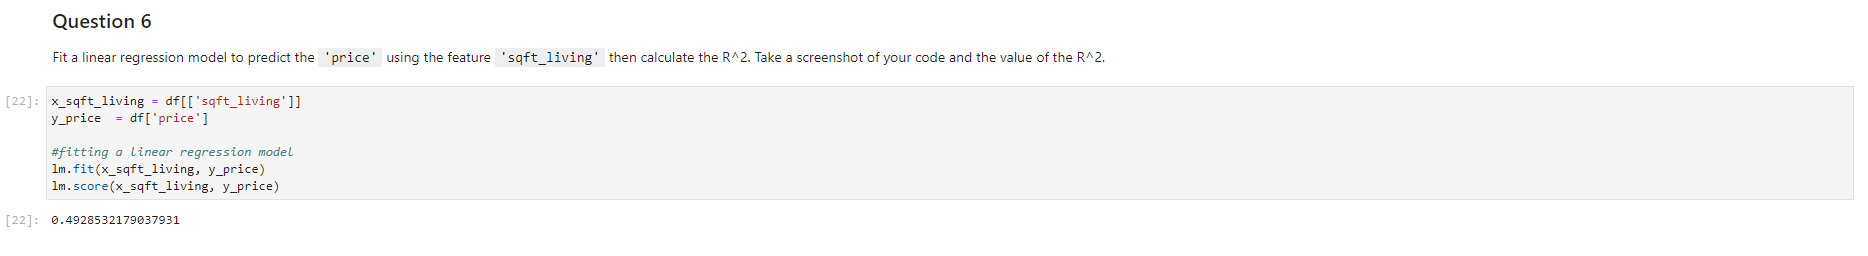 Question 6
Fit a linear regression model to predict the 'price' using the feature 'sqft_living' then calculate the R^2. Take a screenshot of your code and the value of the R^2.
[22]: x_sqft_living = df[['sqft_living']]
y_price  = df['price']
#fitting a linear regression model
lm.fit(x_sqft_living, y_price)
lm.score(x_sqft_living, y_price)
[22]: 0.4928532179037931